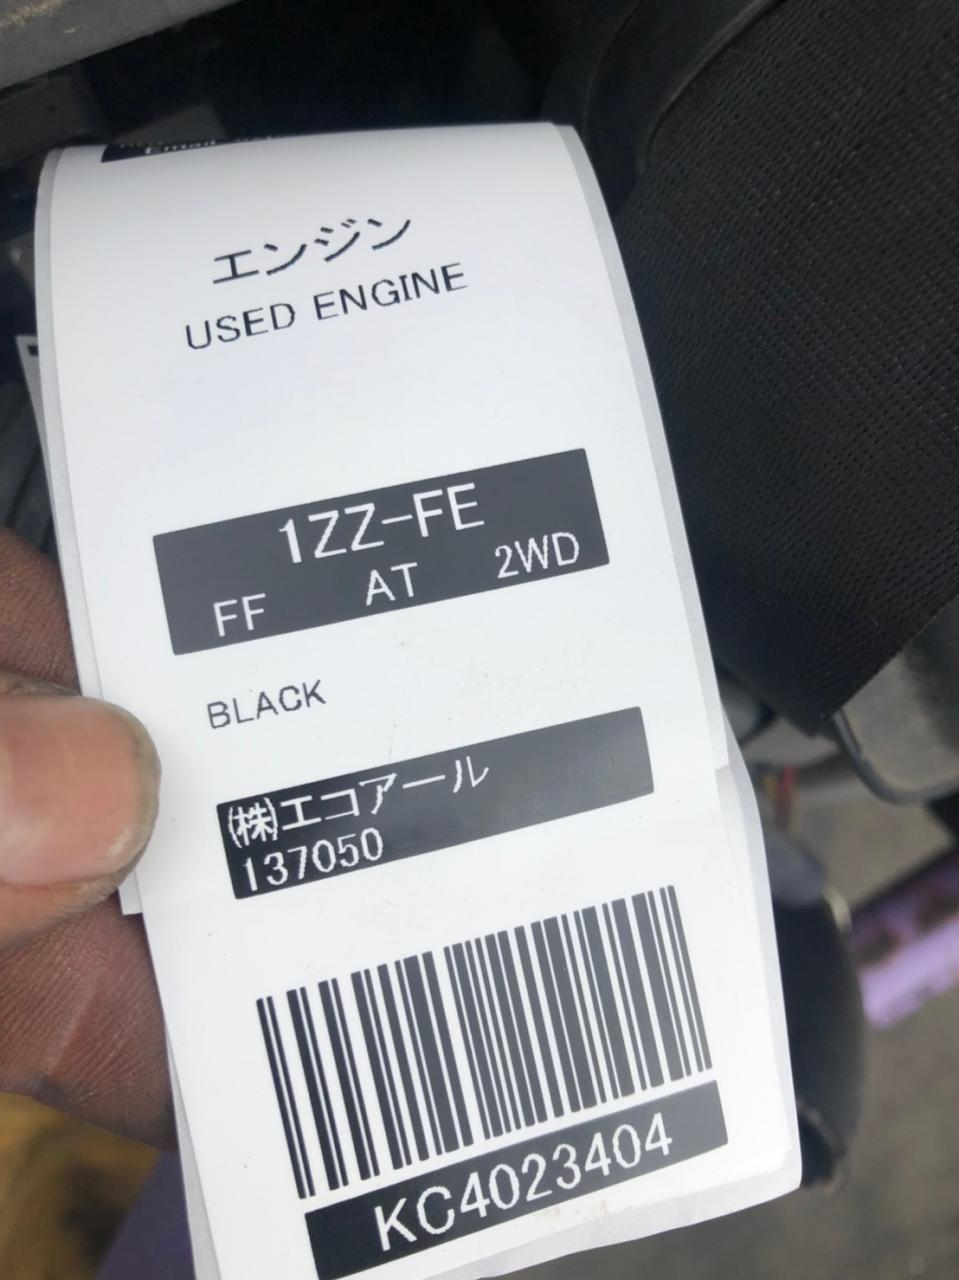 エンジン
USED ENGINE
1ZZ-FE
FF AT 2WD
BLACK
㈱エコアール
137050
KC4023404